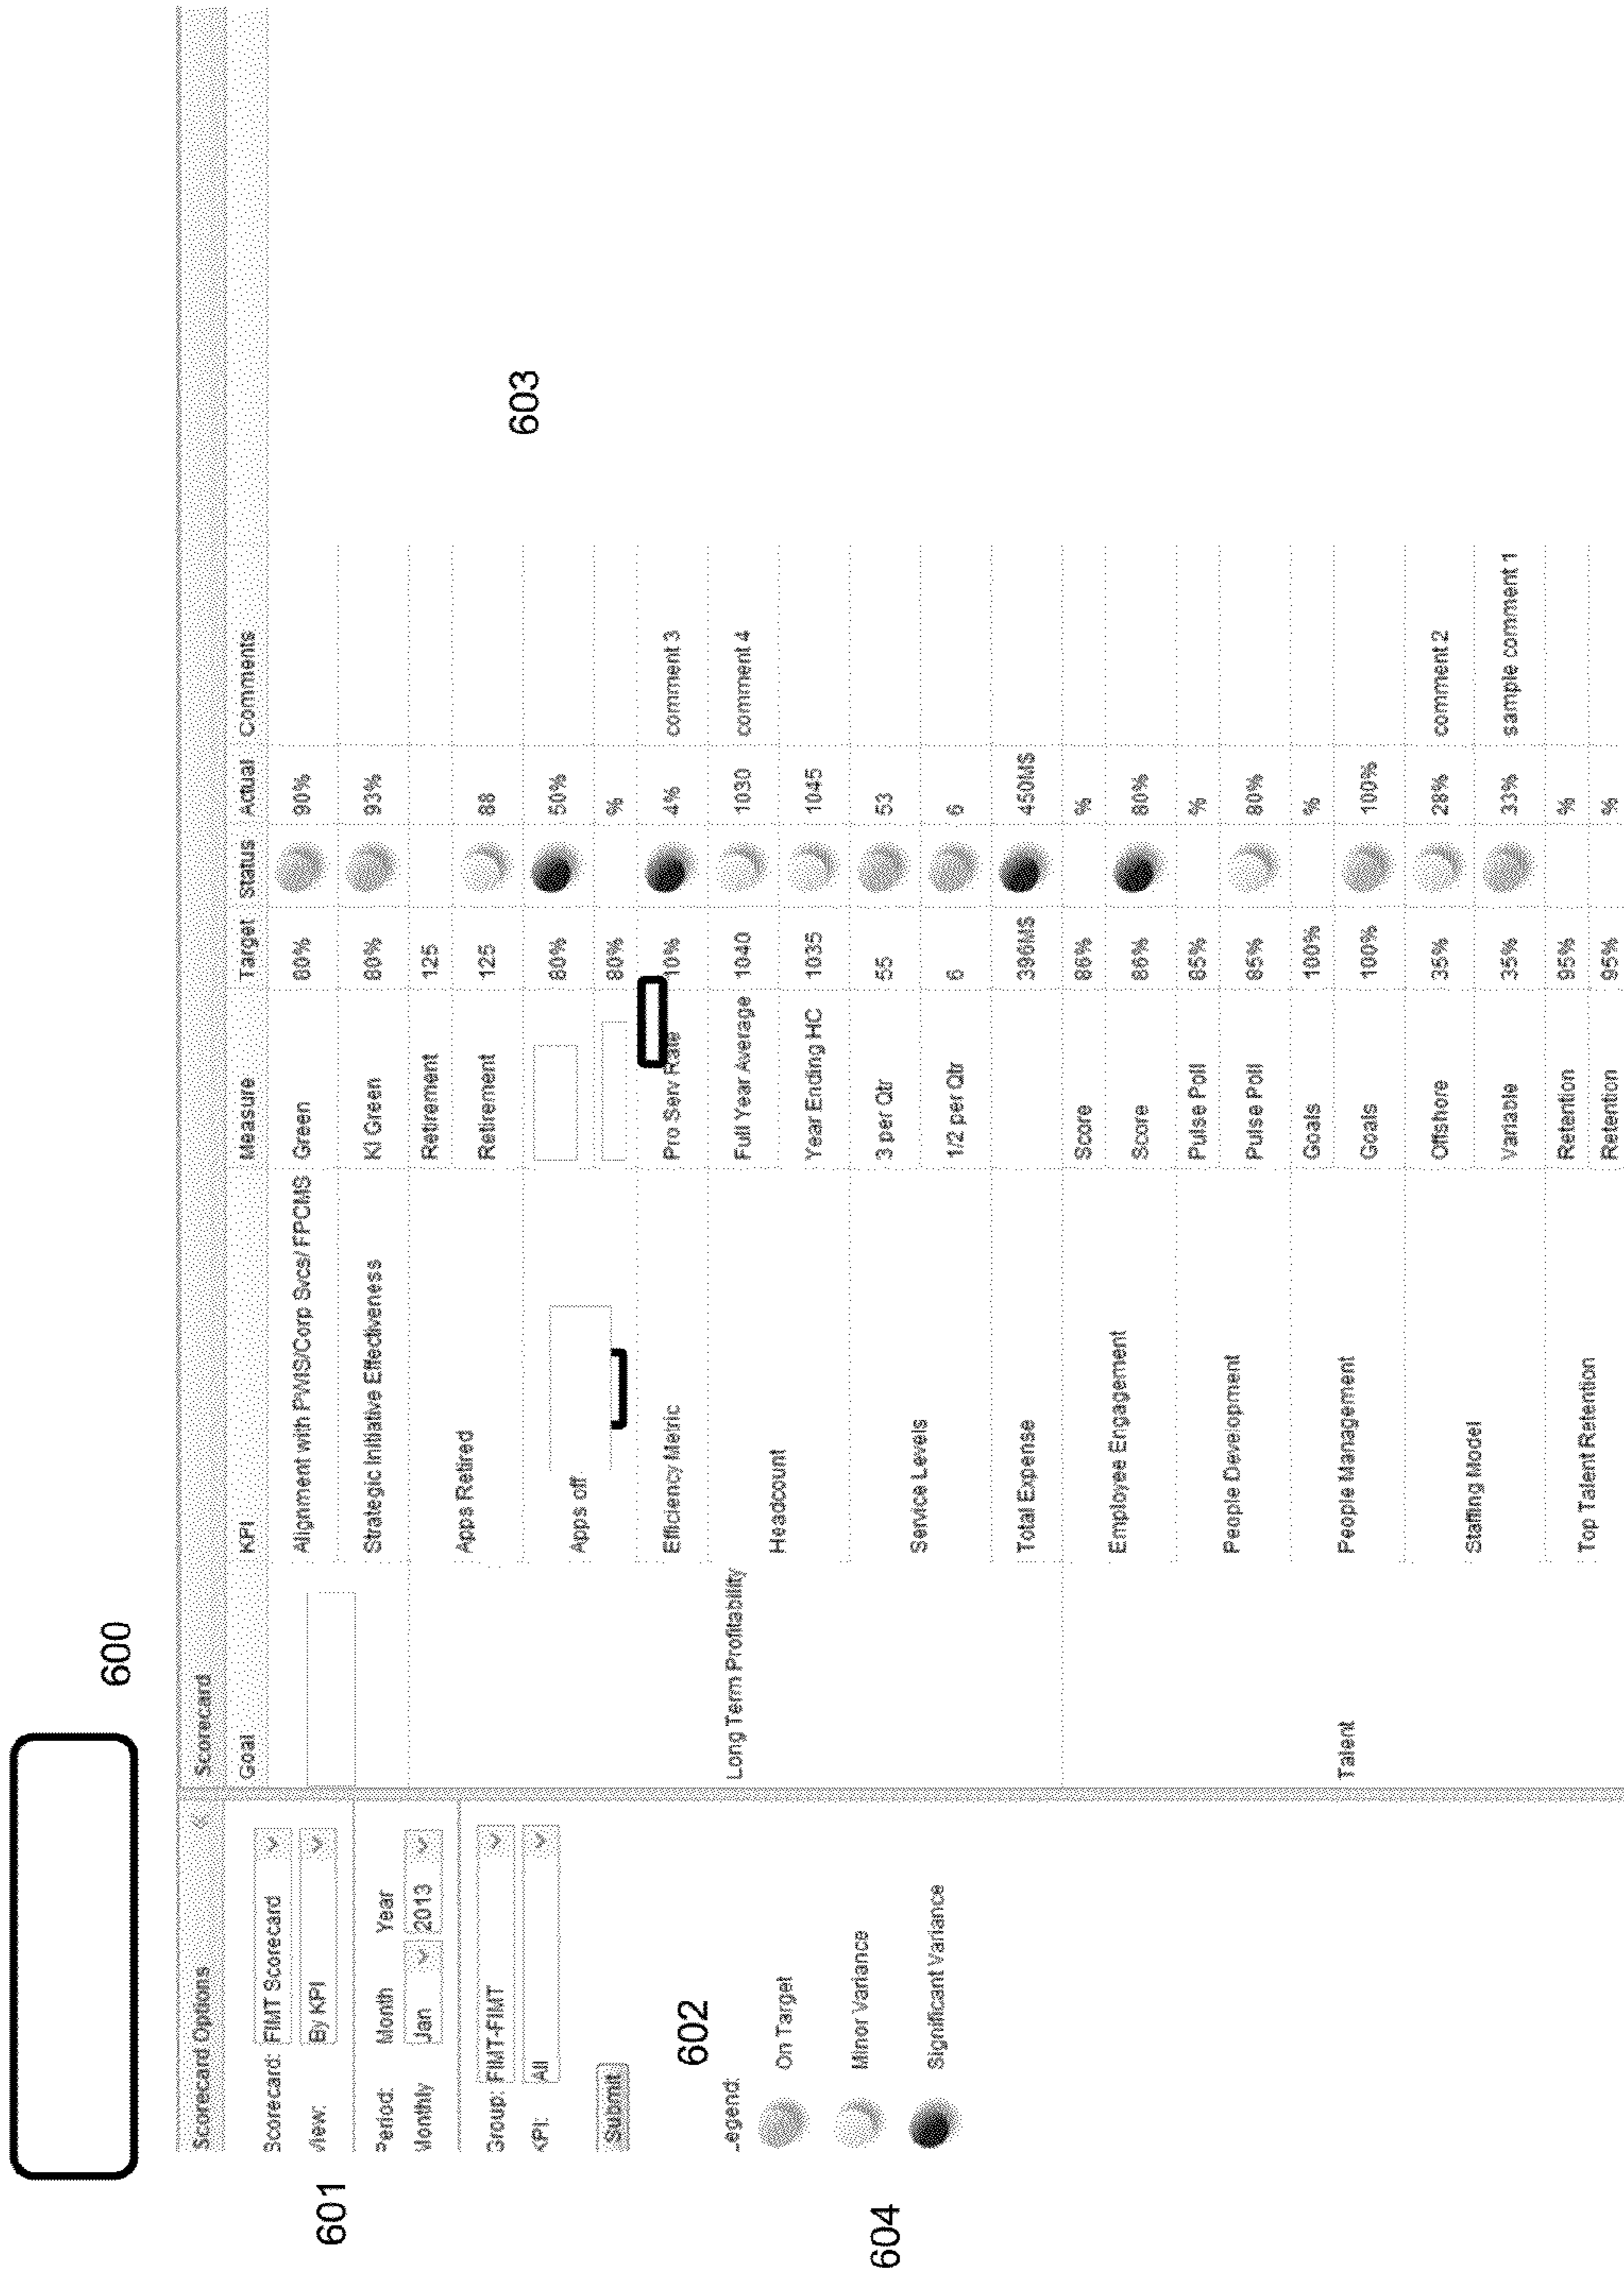 600
Scorecard Options
Scorecard: FIMT Scorecard
View: By KPI
Period: Month Year
Monthly Jan 2013
Group: FIMT-FIMT
KPI: All
Submit
601
602
Legend:
On Target
Minor Variance
Significant Variance
604
Scorecard
Goal KPI Measure Target Status Actual Comments
Alignment with PWIS/Corp Svcs/ FPCMS Green 80% 90%
Strategic Initiative Effectiveness KI Green 80% 93%
Retirement 125
Apps Retired
Retirement 125 88
80% 50%
Apps off
80% %
Efficiency Metric Pro Serv Rate 10% 4% comment 3
Long Term Profitability
Full Year Average 1040 1030 comment 4
Headcount
Year Ending HC 1035 1045
3 per Qtr 55 53
Service Levels
1/2 per Qtr 6 6
Total Expense 396M$ 450M$
Score 86% %
Employee Engagement
Score 86% 80%
Pulse Poll 85% %
People Development
Pulse Poll 85% 80%
Goals 100% %
Talent
People Management
Goals 100% 100%
Offshore 35% 28% comment 2
Staffing Model
Variable 35% 33% sample comment 1
Retention 95% %
Top Talent Retention
Retention 95% %
603